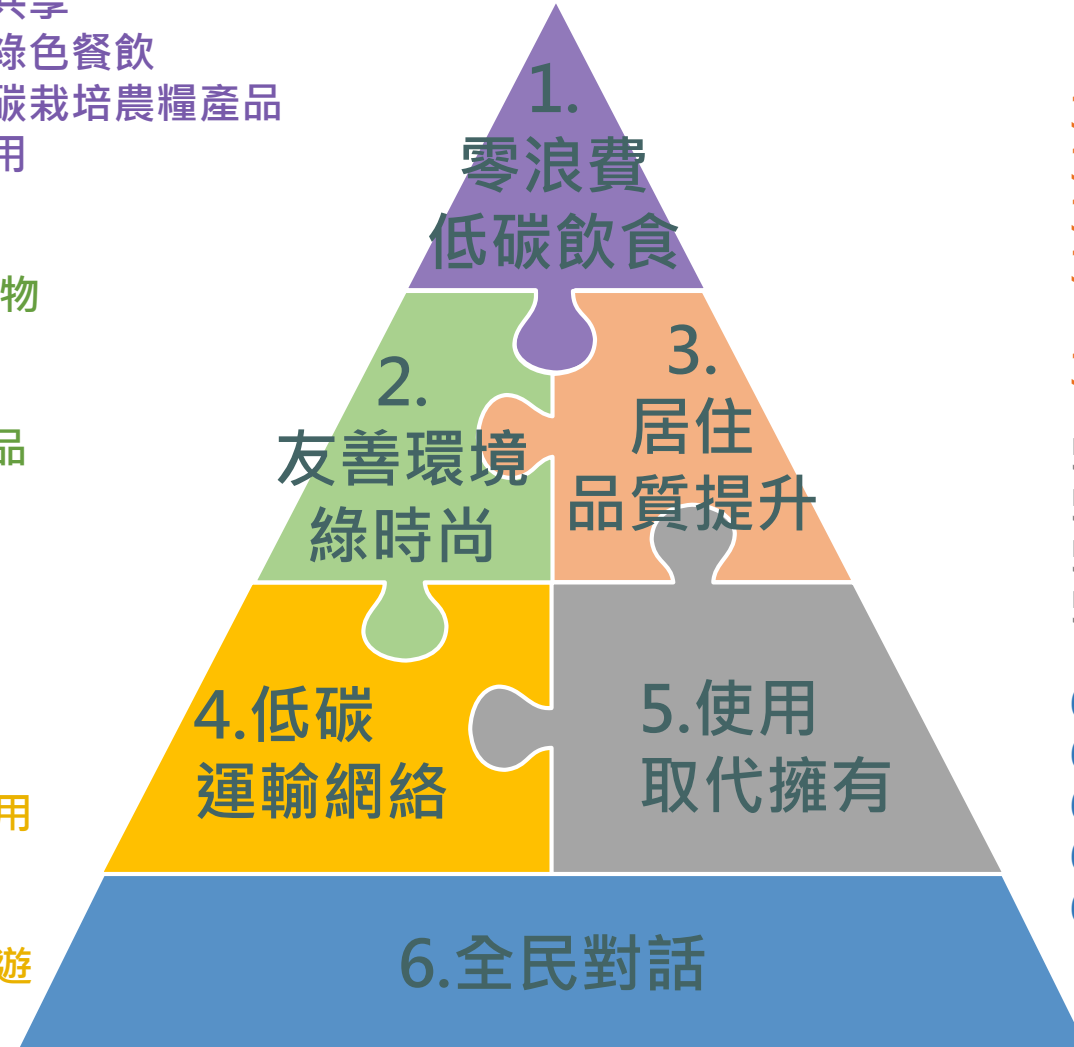 共享
綠色餐飲
碳栽培農糧產品
用
物
品
用
遊
1.
零浪費
低碳飲食
2.
友善環境
綠時尚
3.
居住
品質提升
4.低碳
運輸網絡
5.使用
取代擁有
6.全民對話